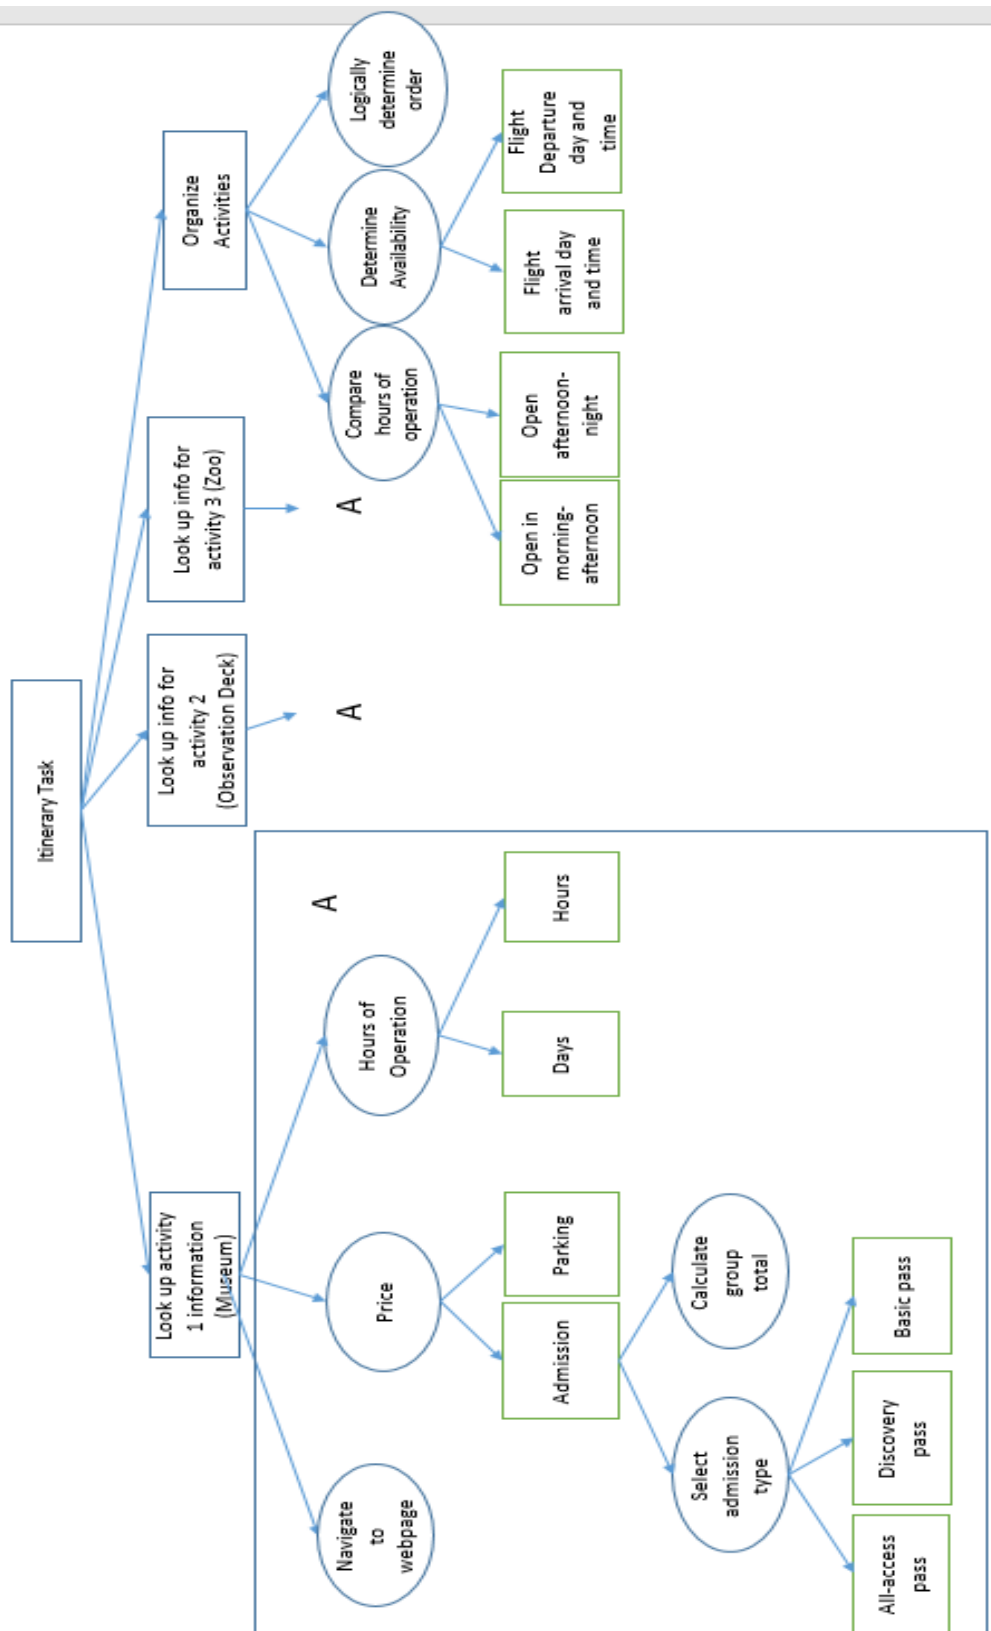 Itinerary Task
Look up activity
1 information
(Museum)
Look up info for
activity 2
(Observation Deck)
Look up info for
activity 3 (Zoo)
Organize
Activities
A
A
A
Navigate
to
webpage
Price
Hours of
Operation
Compare
hours of
operation
Determine
Availability
Logically
determine
order
Admission
Parking
Days
Hours
Open in
morning-
afternoon
Open
afternoon-
night
Flight
arrival day
and time
Flight
Departure
day and
time
Select
admission
type
Calculate
group
total
All-access
pass
Discovery
pass
Basic pass